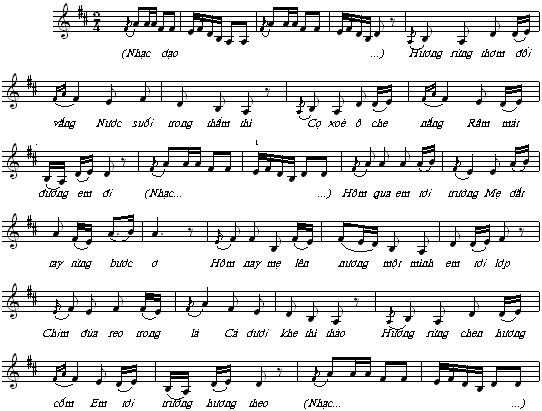 (Nhạc dạo ...) Hương rừng thơm đồi
vắng Nước suối trong thầm thì Cọ xoè ô che nắng Râm mát
đường em đi (Nhạc... ...) Hôm qua em tới trường Mẹ dắt
tay từng bước ơ Hôm nay mẹ lên nương một mình em tới lớp
Chim đùa reo trong lá Cá dưới khe thì thào Hương rừng chen hương
cốm Em tới trường hương theo (Nhạc... ...)